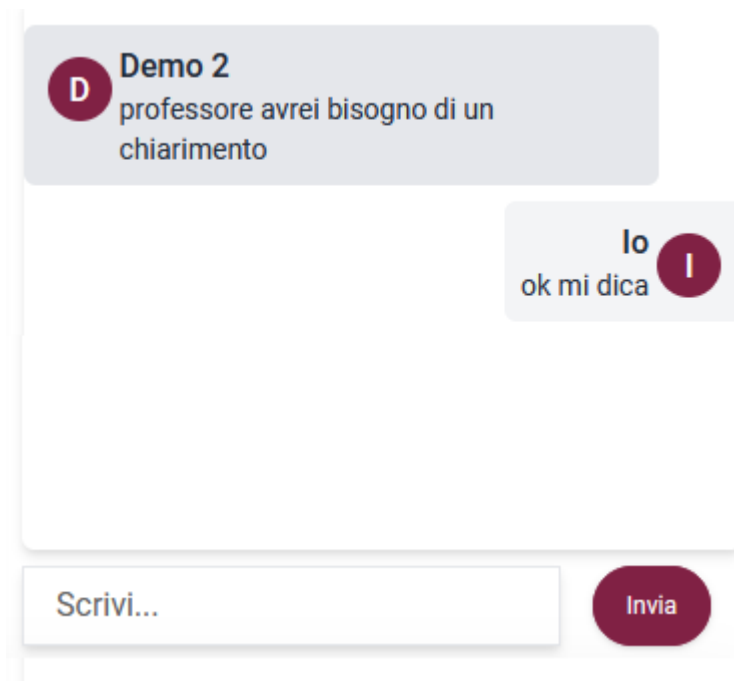 Demo 2
D
professore avrei bisogno di un
chiarimento
Io
I
ok mi dica
Scrivi...
Invia